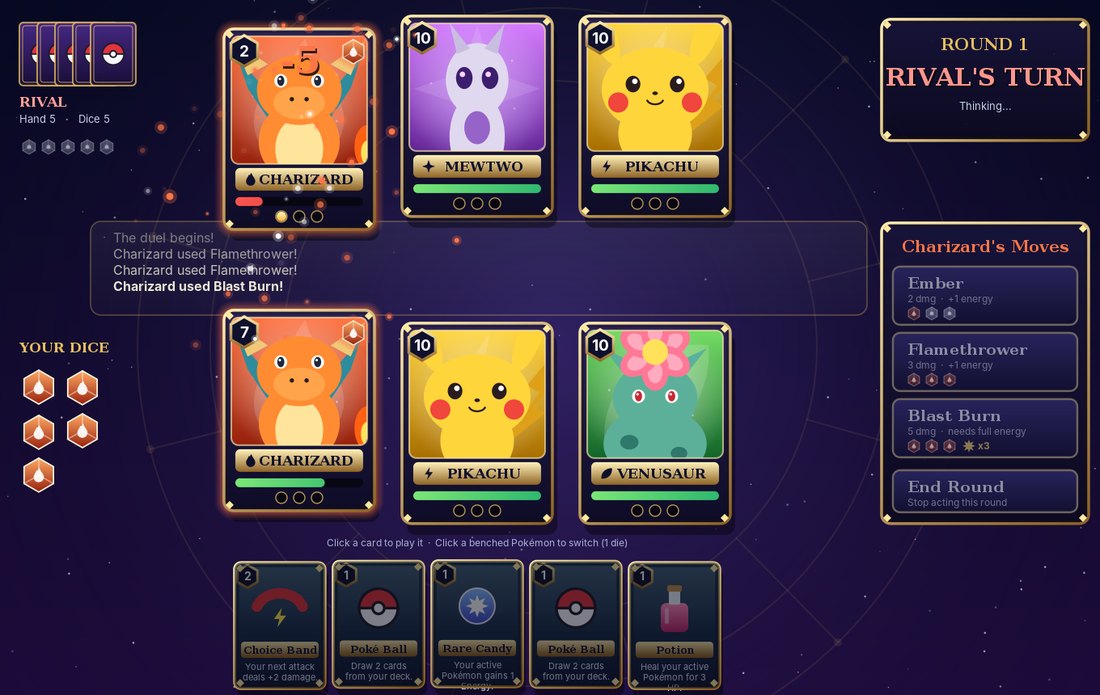 RIVAL
Hand 5 · Dice 5
2
-5
CHARIZARD
10
MEWTWO
10
PIKACHU
ROUND 1
RIVAL'S TURN
Thinking...
· The duel begins!
Charizard used Flamethrower!
Charizard used Flamethrower!
Charizard used Blast Burn!
YOUR DICE
7
CHARIZARD
10
PIKACHU
10
VENUSAUR
Charizard's Moves
Ember
2 dmg · +1 energy
Flamethrower
3 dmg · +1 energy
Blast Burn
5 dmg · needs full energy
x3
End Round
Stop acting this round
Click a card to play it · Click a benched Pokémon to switch (1 die)
2
Choice Band
Your next attack
deals +2 damage.
1
Poké Ball
Draw 2 cards
from your deck.
1
Rare Candy
Your active
Pokémon gains 1
Energy.
1
Poké Ball
Draw 2 cards
from your deck.
1
Potion
Heal your active
Pokémon for 3
HP.